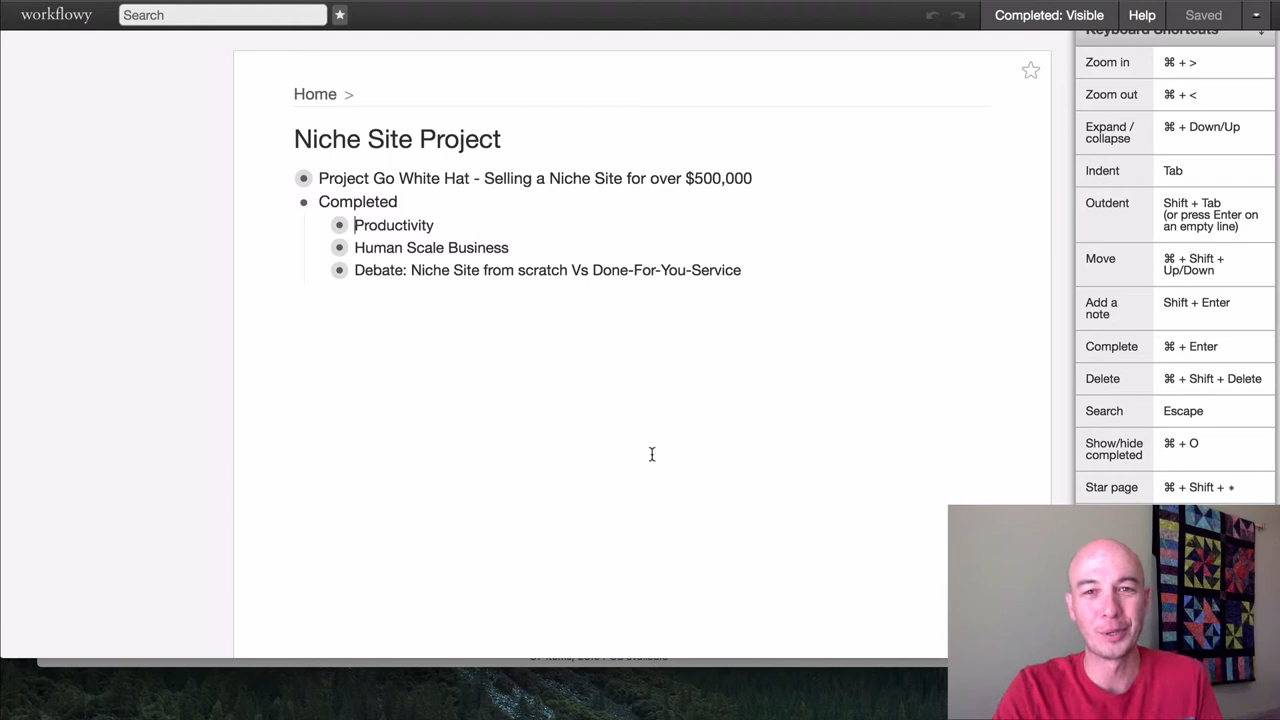 workflowy
Search
Completed: Visible
Help
Saved
Keyboard Shortcuts
Home >
Niche Site Project
Project Go White Hat - Selling a Niche Site for over $500,000
Completed
Productivity
Human Scale Business
Debate: Niche Site from scratch Vs Done-For-You-Service
Zoom in ⌘ + >
Zoom out ⌘ + <
Expand / ⌘ + Down/Up
collapse
Indent Tab
Outdent Shift + Tab
(or press Enter on
an empty line)
Move ⌘ + Shift +
Up/Down
Add a Shift + Enter
note
Complete ⌘ + Enter
Delete ⌘ + Shift + Delete
Search Escape
Show/hide ⌘ + O
completed
Star page ⌘ + Shift + *